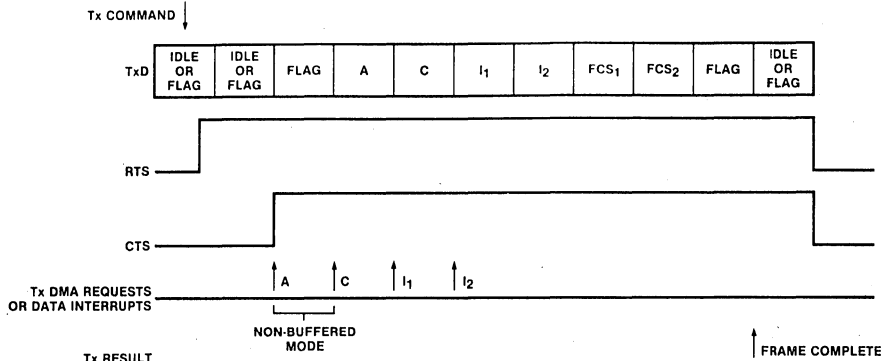 Tx COMMAND
TxD
IDLE OR FLAG
IDLE OR FLAG
FLAG
A
C
I1
I2
FCS1
FCS2
FLAG
IDLE OR FLAG
RTS
CTS
A
C
I1
I2
Tx DMA REQUESTS
OR DATA INTERRUPTS
NON-BUFFERED
MODE
FRAME COMPLETE
Tx RESULT